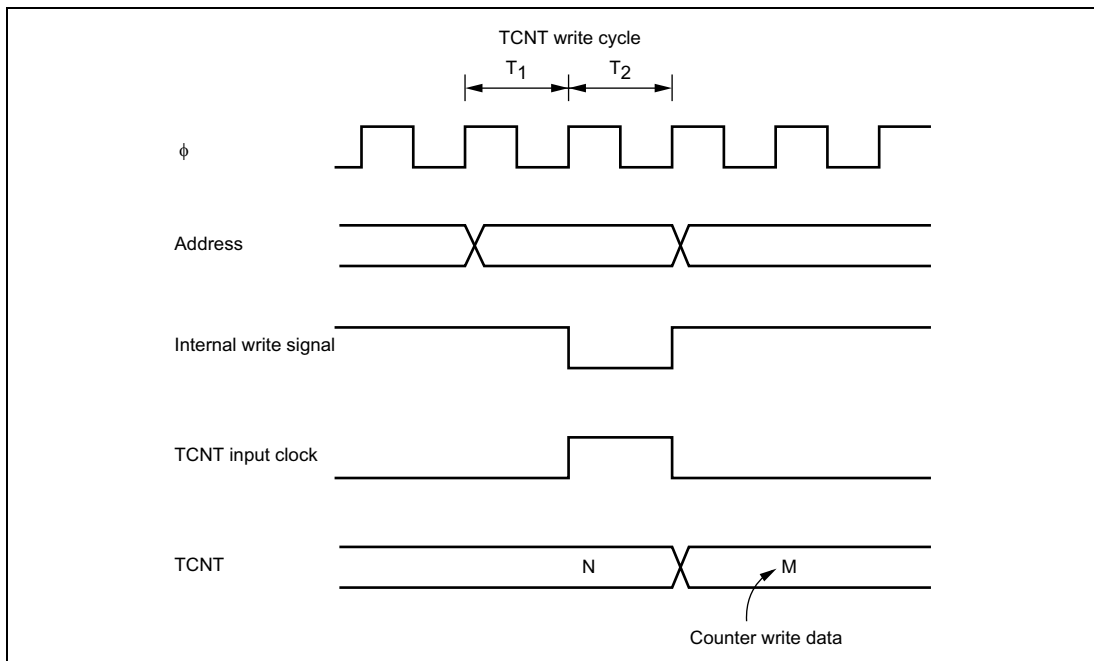 TCNT write cycle
T1 T2
ϕ
Address
Internal write signal
TCNT input clock
TCNT N M
Counter write data